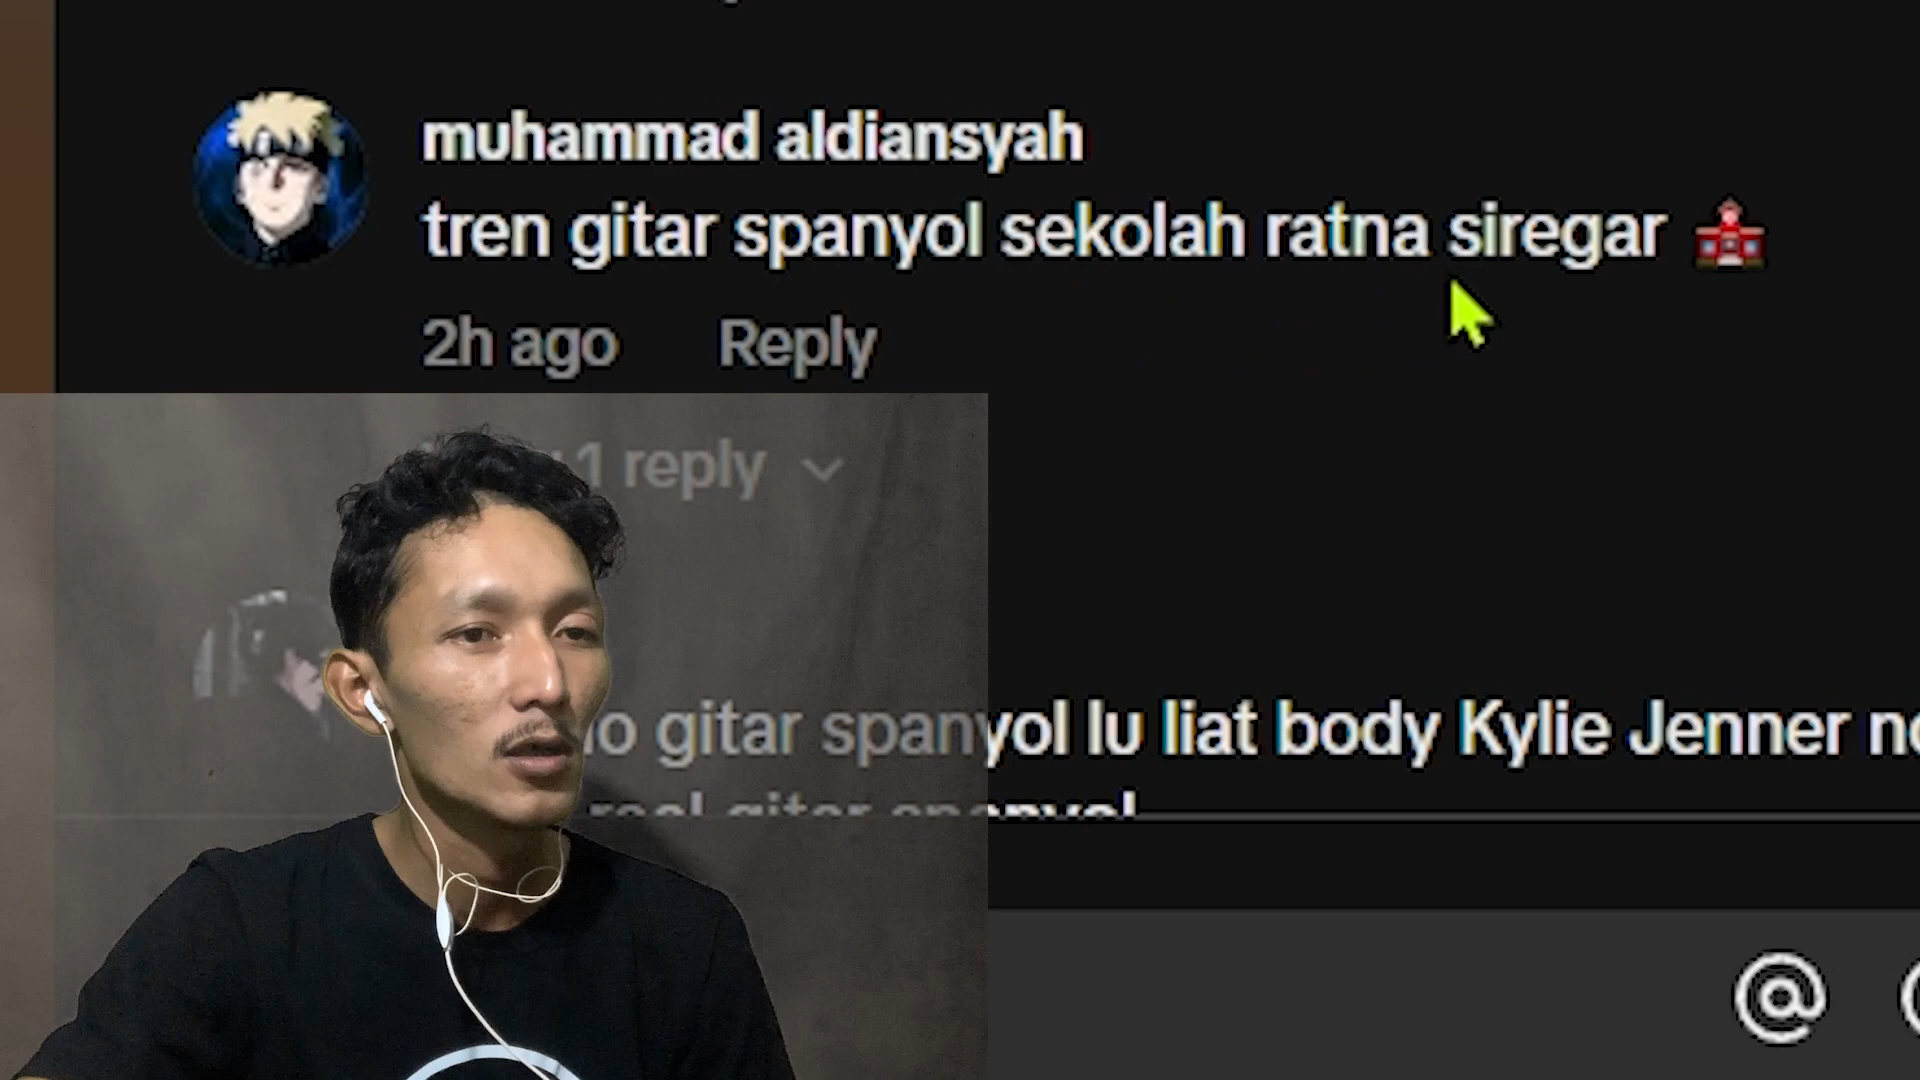 muhammad aldiansyah
tren gitar spanyol sekolah ratna siregar
2h ago Reply
1 reply
gitar spanyol lu liat body Kylie Jenner
real gitar spanyol
@